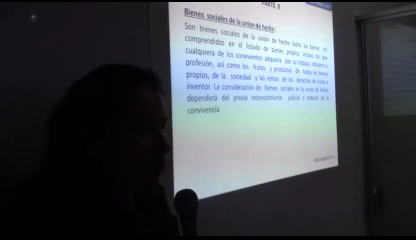 PARTE II
Bienes sociales de la union de hecho:
Son bienes sociales de la union de hecho todos los bienes no
comprendidos en el listado de bienes propios, incluso los que
cualquiera de los convivientes adquiera por su trabajo, industria o
profesión, así como los frutos y productos de todos los bienes
propios, de la sociedad y las rentas de los derechos de autor e
inventor. La consideración de bienes sociales en la union de hecho
dependerá del previo reconocimiento judicial o notarial de la
convivencia